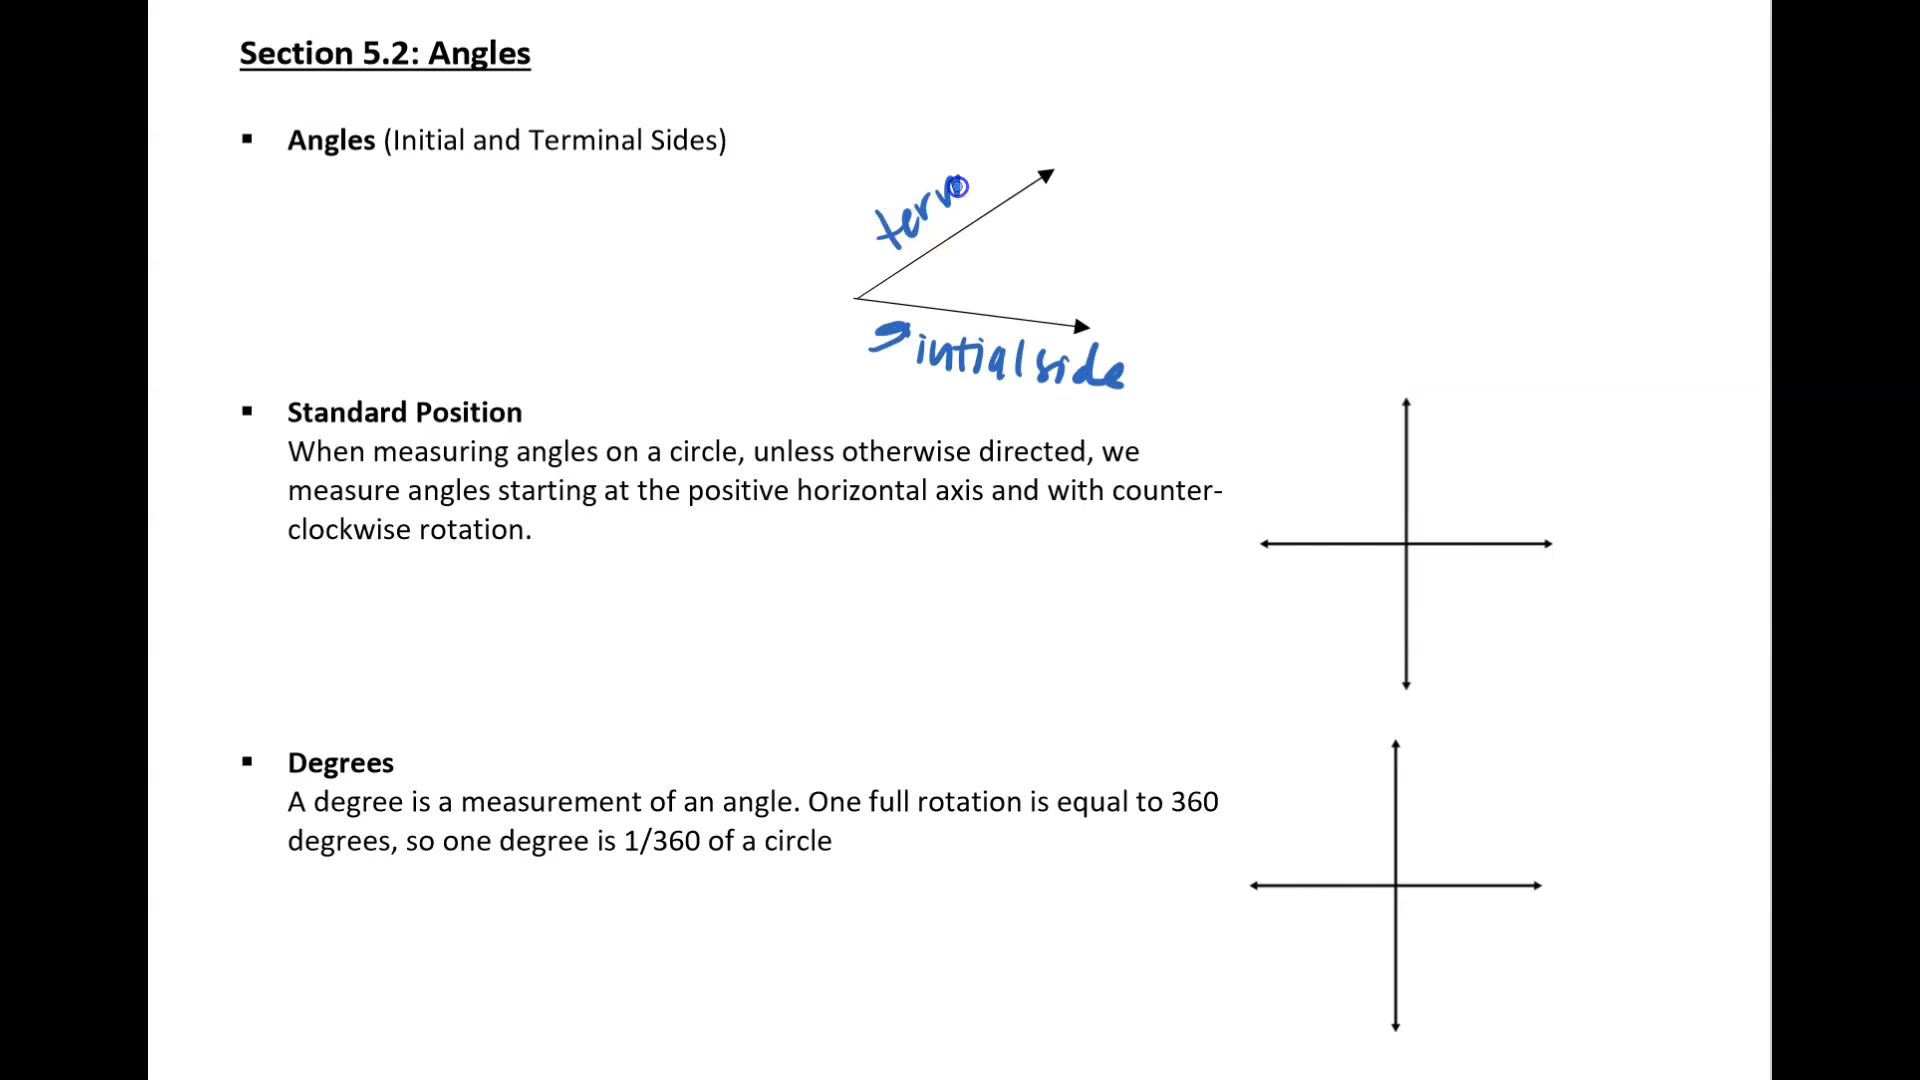 Section 5.2: Angles
▪ Angles (Initial and Terminal Sides)
term
intial side
▪ Standard Position
When measuring angles on a circle, unless otherwise directed, we
measure angles starting at the positive horizontal axis and with counter-
clockwise rotation.
▪ Degrees
A degree is a measurement of an angle. One full rotation is equal to 360
degrees, so one degree is 1/360 of a circle